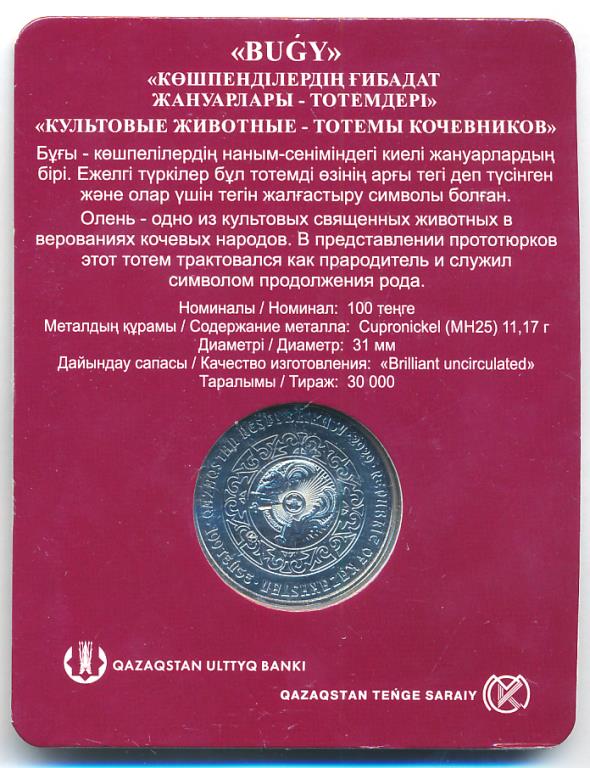 «BUǴY»
«КӨШПЕНДІЛЕРДІҢ ҒИБАДАТ
ЖАНУАРЛАРЫ - ТОТЕМДЕРІ»
«КУЛЬТОВЫЕ ЖИВОТНЫЕ - ТОТЕМЫ КОЧЕВНИКОВ»
Бұғы - көшпелілердің наным-сеніміндегі киелі жануарлардың
бірі. Ежелгі түркілер бұл тотемді өзінің арғы тегі деп түсінген
және олар үшін тегін жалғастыру символы болған.
Олень - одно из культовых священных животных в
верованиях кочевых народов. В представлении прототюрков
этот тотем трактовался как прародитель и служил
символом продолжения рода.
Номиналы / Номинал: 100 теңге
Металдың құрамы / Содержание металла: Cupronickel (МН25) 11,17 г
Диаметрі / Диаметр: 31 мм
Дайындау сапасы / Качество изготовления: «Brilliant uncirculated»
Таралымы / Тираж: 30 000
2020 REPUBLIC OF KAZAKHSTAN
QAZAQSTAN ULTTYQ BANKI
QAZAQSTAN TEŃGE SARAIY